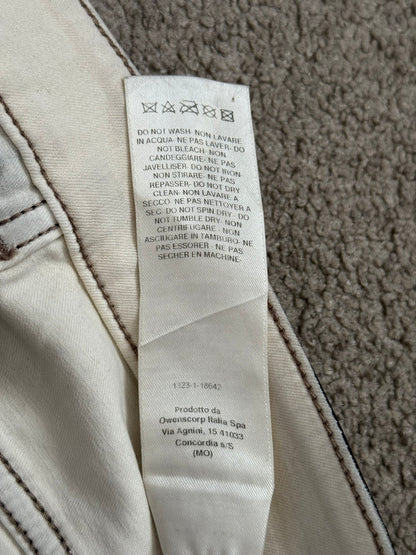 DO NOT WASH- NON LAVARE
IN ACQUA- NE PAS LAVER- DO
NOT BLEACH- NON
CANDEGGIARE- NE PAS
JAVELLISER- DO NOT IRON-
NON STIRARE- NE PAS
REPASSER- DO NOT DRY
CLEAN- NON LAVARE A
SECCO- NE PAS NETTOYER A
SEC- DO NOT SPIN DRY- DO
NOT TUMBLE DRY- NON
CENTRIFUGARE - NON
ASCIUGARE IN TAMBURO- NE
PAS ESSORER - NE PAS
SECHER EN MACHINE-
1323-1-18642
Prodotto da
Owenscorp Italia Spa
Via Agnini, 15 41033
Concordia s/S
(MO)